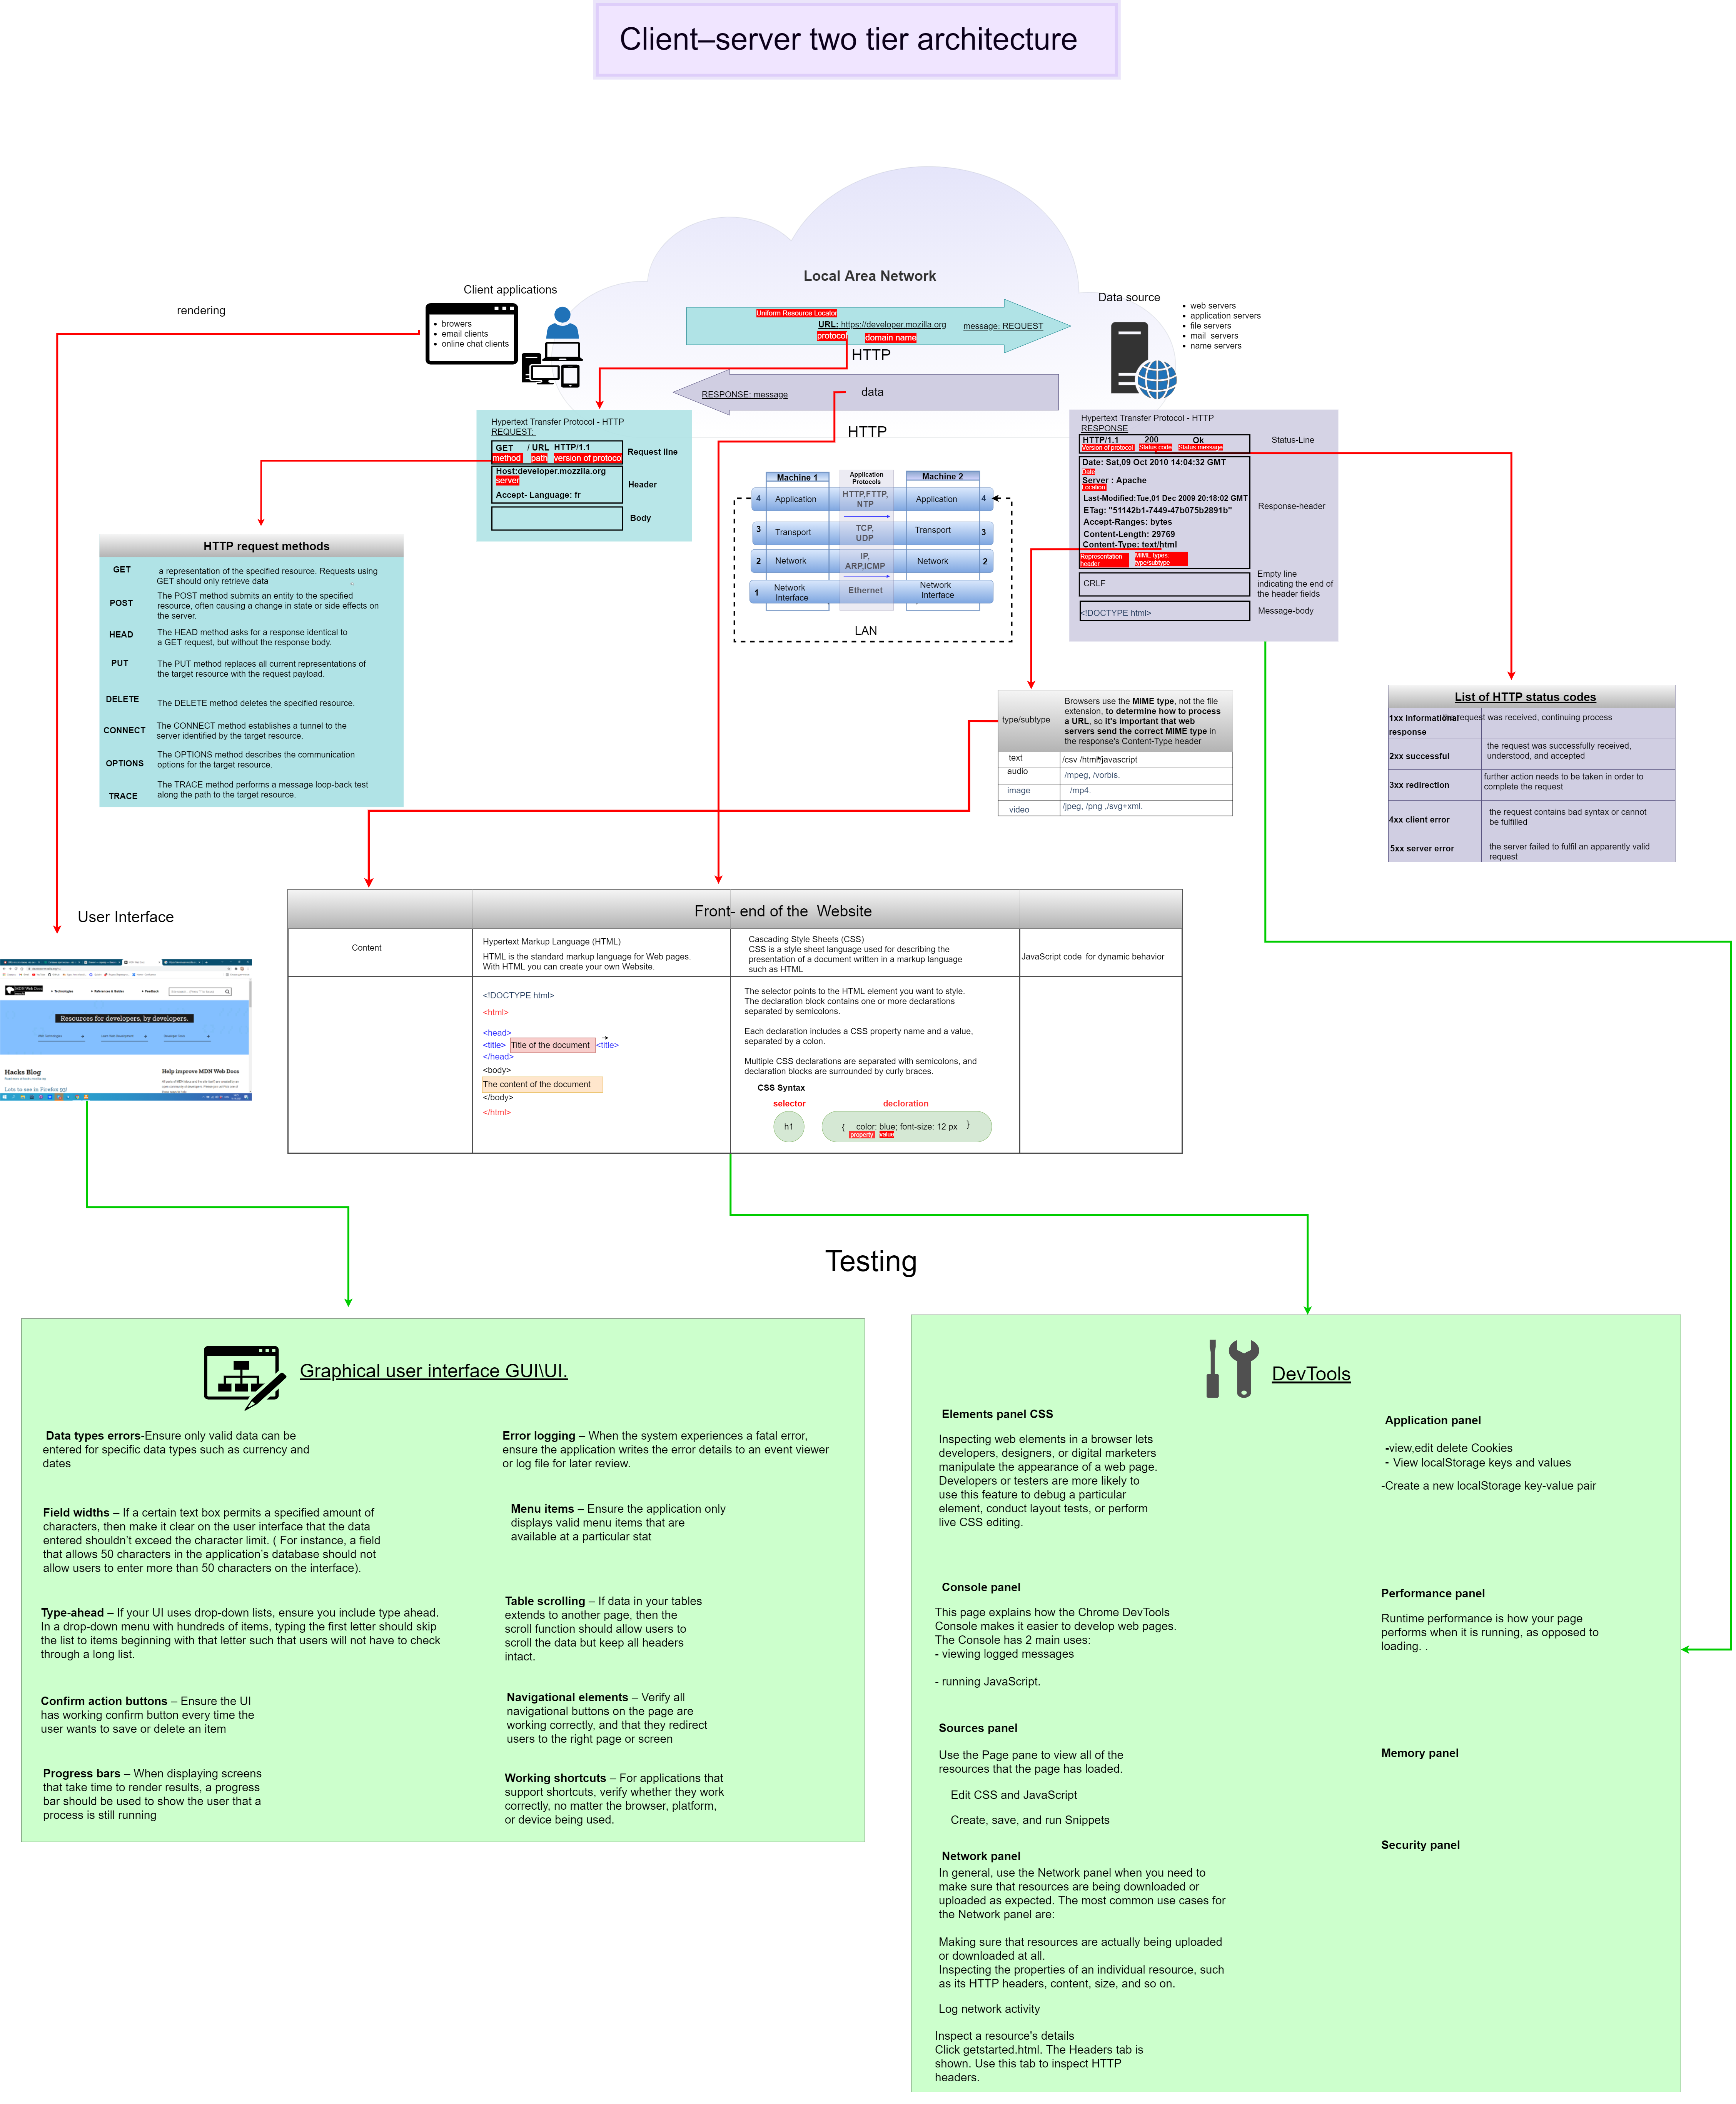 Client–server two tier architecture
Local Area Network
rendering
Client applications
browers
email clients
online chat clients
Uniform Resource Locator
URL: https://developer.mozilla.org
message: REQUEST
protocol
domain name
HTTP
RESPONSE: message
data
HTTP
Data source
web servers
application servers
file servers
mail servers
name servers
Hypertext Transfer Protocol - HTTP
REQUEST:
GET / URL HTTP/1.1
method path version of protocol
Request line
Host:developer.mozzila.org
server
Header
Accept- Language: fr
Body
Hypertext Transfer Protocol - HTTP
RESPONSE
HTTP/1.1 200 Ok
Version of protocol Status code Status message
Status-Line
Date: Sat,09 Oct 2010 14:04:32 GMT
Data
Server : Apache
Location
Last-Modified:Tue,01 Dec 2009 20:18:02 GMT
Response-header
ETag: "51142b1-7449-47b075b2891b"
Accept-Ranges: bytes
Content-Length: 29769
Content-Type: text/html
Representation header
MIME types: type/subtype
CRLF
Empty line
indicating the end of
the header fields
<!DOCTYPE html>
Message-body
Machine 1
Application Protocols
Machine 2
4 Application HTTP,FTTP, NTP Application 4
3 Transport TCP, UDP Transport 3
2 Network IP, ARP,ICMP Network 2
1 Network Interface Ethernet Network Interface
LAN
HTTP request methods
GET
a representation of the specified resource. Requests using
GET should only retrieve data
POST
The POST method submits an entity to the specified
resource, often causing a change in state or side effects on
the server.
HEAD
The HEAD method asks for a response identical to
a GET request, but without the response body.
PUT
The PUT method replaces all current representations of
the target resource with the request payload.
DELETE
The DELETE method deletes the specified resource.
CONNECT
The CONNECT method establishes a tunnel to the
server identified by the target resource.
OPTIONS
The OPTIONS method describes the communication
options for the target resource.
TRACE
The TRACE method performs a message loop-back test
along the path to the target resource.
type/subtype
Browsers use the MIME type, not the file
extension, to determine how to process
a URL, so it's important that web
servers send the correct MIME type in
the response's Content-Type header
text
/csv /html/javascript
audio
/mpeg, /vorbis.
image
/mp4.
video
/jpeg, /png ,/svg+xml.
List of HTTP status codes
1xx informational response
the request was received, continuing process
2xx successful
the request was successfully received,
understood, and accepted
3xx redirection
further action needs to be taken in order to
complete the request
4xx client error
the request contains bad syntax or cannot
be fulfilled
5xx server error
the server failed to fulfil an apparently valid
request
User Interface
Resources for developers, by developers.
Hacks Blog
Help improve MDN Web Docs
Front- end of the Website
Content
Hypertext Markup Language (HTML)
HTML is the standard markup language for Web pages.
With HTML you can create your own Website.
Cascading Style Sheets (CSS)
CSS is a style sheet language used for describing the
presentation of a document written in a markup language
such as HTML
JavaScript code for dynamic behavior
<!DOCTYPE html>
<html>
<head>
<title> Title of the document <title>
</head>
<body>
The content of the document
</body>
</html>
The selector points to the HTML element you want to style.
The declaration block contains one or more declarations
separated by semicolons.
Each declaration includes a CSS property name and a value,
separated by a colon.
Multiple CSS declarations are separated with semicolons, and
declaration blocks are surrounded by curly braces.
CSS Syntax
selector
decloration
h1
{ color: blue; font-size: 12 px }
property value
Testing
Graphical user interface GUI\UI.
Data types errors-Ensure only valid data can be
entered for specific data types such as currency and
dates
Field widths – If a certain text box permits a specified amount of
characters, then make it clear on the user interface that the data
entered shouldn't exceed the character limit. ( For instance, a field
that allows 50 characters in the application's database should not
allow users to enter more than 50 characters on the interface).
Type-ahead – If your UI uses drop-down lists, ensure you include type ahead.
In a drop-down menu with hundreds of items, typing the first letter should skip
the list to items beginning with that letter such that users will not have to check
through a long list.
Confirm action buttons – Ensure the UI
has working confirm button every time the
user wants to save or delete an item
Progress bars – When displaying screens
that take time to render results, a progress
bar should be used to show the user that a
process is still running
Error logging – When the system experiences a fatal error,
ensure the application writes the error details to an event viewer
or log file for later review.
Menu items – Ensure the application only
displays valid menu items that are
available at a particular stat
Table scrolling – If data in your tables
extends to another page, then the
scroll function should allow users to
scroll the data but keep all headers
intact.
Navigational elements – Verify all
navigational buttons on the page are
working correctly, and that they redirect
users to the right page or screen
Working shortcuts – For applications that
support shortcuts, verify whether they work
correctly, no matter the browser, platform,
or device being used.
DevTools
Elements panel CSS
Inspecting web elements in a browser lets
developers, designers, or digital marketers
manipulate the appearance of a web page.
Developers or testers are more likely to
use this feature to debug a particular
element, conduct layout tests, or perform
live CSS editing.
Console panel
This page explains how the Chrome DevTools
Console makes it easier to develop web pages.
The Console has 2 main uses:
- viewing logged messages
- running JavaScript.
Sources panel
Use the Page pane to view all of the
resources that the page has loaded.
Edit CSS and JavaScript
Create, save, and run Snippets
Network panel
In general, use the Network panel when you need to
make sure that resources are being downloaded or
uploaded as expected. The most common use cases for
the Network panel are:
Making sure that resources are actually being uploaded
or downloaded at all.
Inspecting the properties of an individual resource, such
as its HTTP headers, content, size, and so on.
Log network activity
Inspect a resource's details
Click getstarted.html. The Headers tab is
shown. Use this tab to inspect HTTP
headers.
Application panel
-view,edit delete Cookies
- View localStorage keys and values
-Create a new localStorage key-value pair
Performance panel
Runtime performance is how your page
performs when it is running, as opposed to
loading. .
Memory panel
Security panel